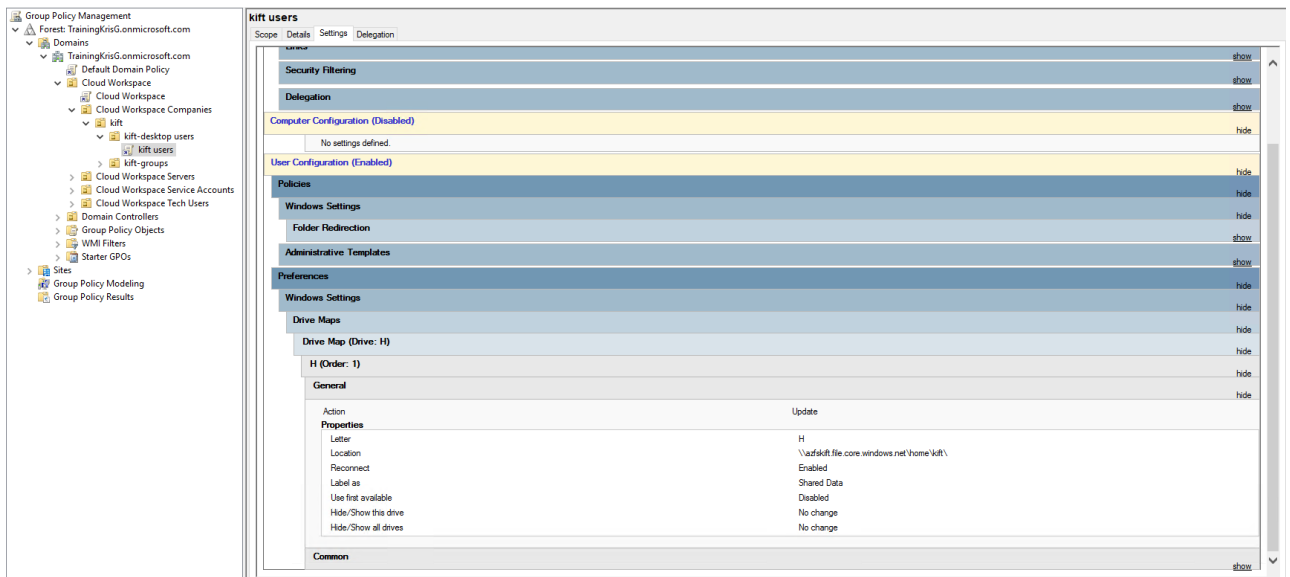 Group Policy Management
Forest: TrainingKrisG.onmicrosoft.com
Domains
TrainingKrisG.onmicrosoft.com
Default Domain Policy
Cloud Workspace
Cloud Workspace
Cloud Workspace Companies
kift
kift-desktop users
kift users
kift-groups
Cloud Workspace Servers
Cloud Workspace Service Accounts
Cloud Workspace Tech Users
Domain Controllers
Group Policy Objects
WMI Filters
Starter GPOs
Sites
Group Policy Modeling
Group Policy Results
kift users
Scope Details Settings Delegation
Links show
Security Filtering show
Delegation show
Computer Configuration (Disabled) hide
No settings defined.
User Configuration (Enabled) hide
Policies hide
Windows Settings hide
Folder Redirection show
Administrative Templates show
Preferences hide
Windows Settings hide
Drive Maps hide
Drive Map (Drive: H) hide
H (Order: 1) hide
General hide
Action Update
Properties
Letter H
Location \\azfskift.file.core.windows.net\home\kift\
Reconnect Enabled
Label as Shared Data
Use first available Disabled
Hide/Show this drive No change
Hide/Show all drives No change
Common show